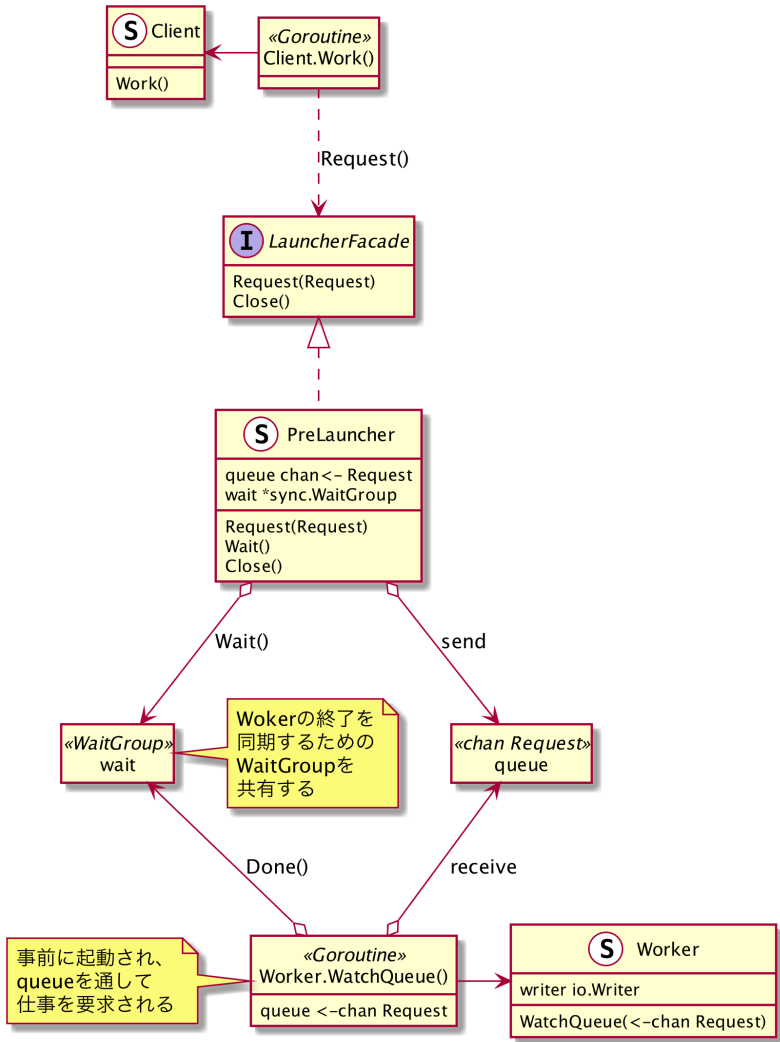 S Client
Work()
«Goroutine»
Client.Work()
Request()
I LauncherFacade
Request(Request)
Close()
S PreLauncher
queue chan<- Request
wait *sync.WaitGroup
Request(Request)
Wait()
Close()
Wait()
send
«WaitGroup»
wait
Wokerの終了を
同期するための
WaitGroupを
共有する
«chan Request»
queue
Done()
receive
事前に起動され、
queueを通して
仕事を要求される
«Goroutine»
Worker.WatchQueue()
queue <-chan Request
S Worker
writer io.Writer
WatchQueue(<-chan Request)